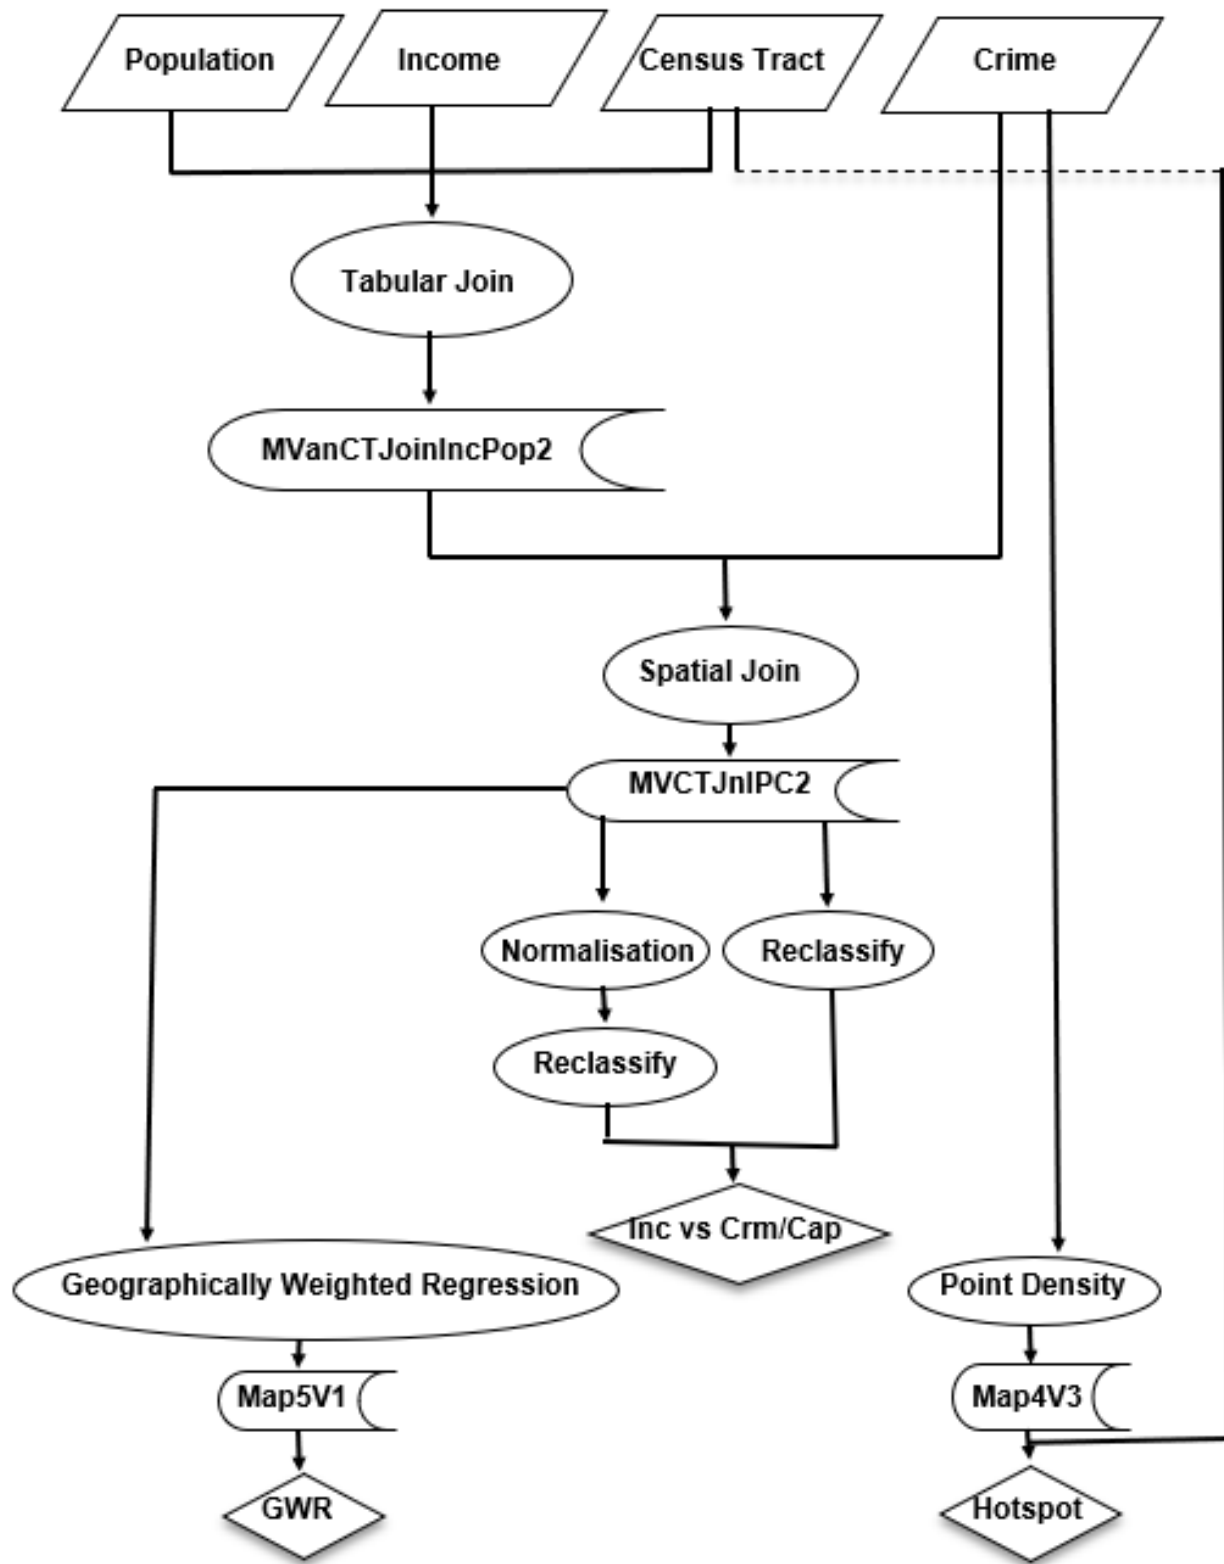 Population
Income
Census Tract
Crime
Tabular Join
MVanCTJoinIncPop2
Spatial Join
MVCTJnIPC2
Normalisation
Reclassify
Reclassify
Inc vs Crm/Cap
Geographically Weighted Regression
Point Density
Map5V1
Map4V3
GWR
Hotspot